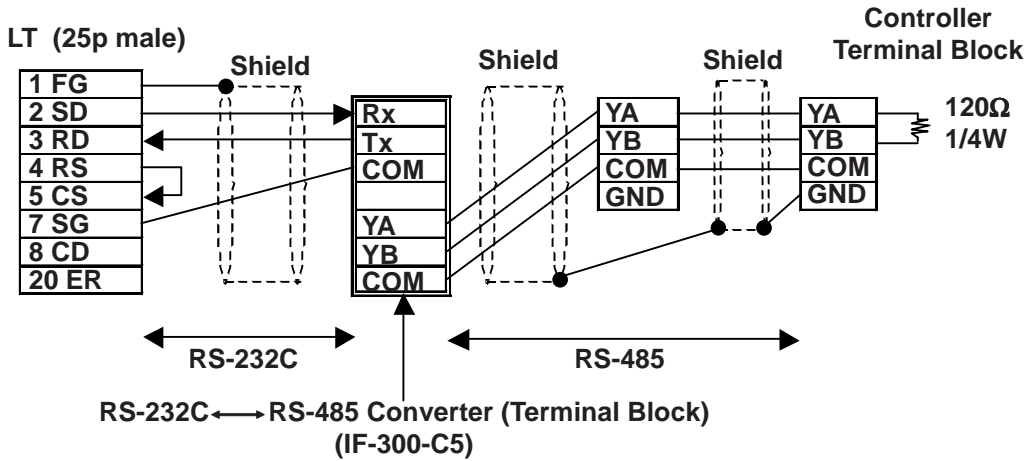 LT (25p male)
1 FG
2 SD
3 RD
4 RS
5 CS
7 SG
8 CD
20 ER
Shield
Rx
Tx
COM
YA
YB
COM
Shield
YA
YB
COM
GND
Shield
Controller
Terminal Block
YA
YB
COM
GND
120Ω
1/4W
RS-232C
RS-485
RS-232C RS-485 Converter (Terminal Block)
(IF-300-C5)